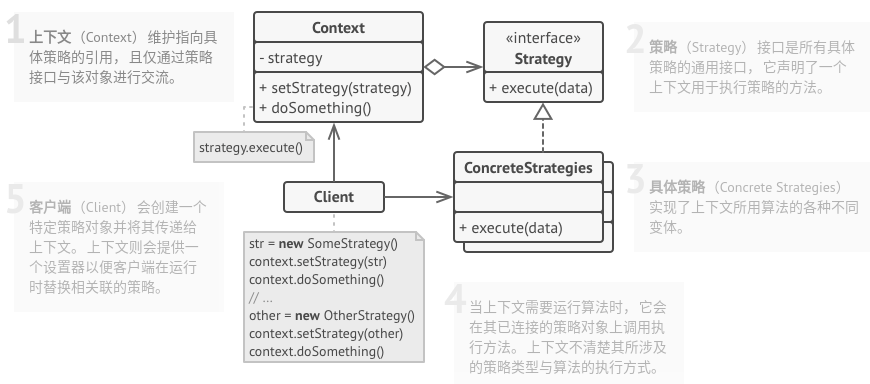 1
上下文（Context） 维护指向具
体策略的引用， 且仅通过策略
接口与该对象进行交流。
Context
- strategy
+ setStrategy(strategy)
+ doSomething()
strategy.execute()
«interface»
Strategy
+ execute(data)
2
策略（Strategy） 接口是所有具体
策略的通用接口， 它声明了一个
上下文用于执行策略的方法。
Client
ConcreteStrategies
+ execute(data)
3
具体策略（Concrete Strategies）
实现了上下文所用算法的各种不同
变体。
5
客户端（Client） 会创建一个
特定策略对象并将其传递给
上下文。 上下文则会提供一
个设置器以便客户端在运行
时替换相关联的策略。
str = new SomeStrategy()
context.setStrategy(str)
context.doSomething()
// ...
other = new OtherStrategy()
context.setStrategy(other)
context.doSomething()
4
当上下文需要运行算法时， 它会
在其已连接的策略对象上调用执
行方法。 上下文不清楚其所涉及
的策略类型与算法的执行方式。